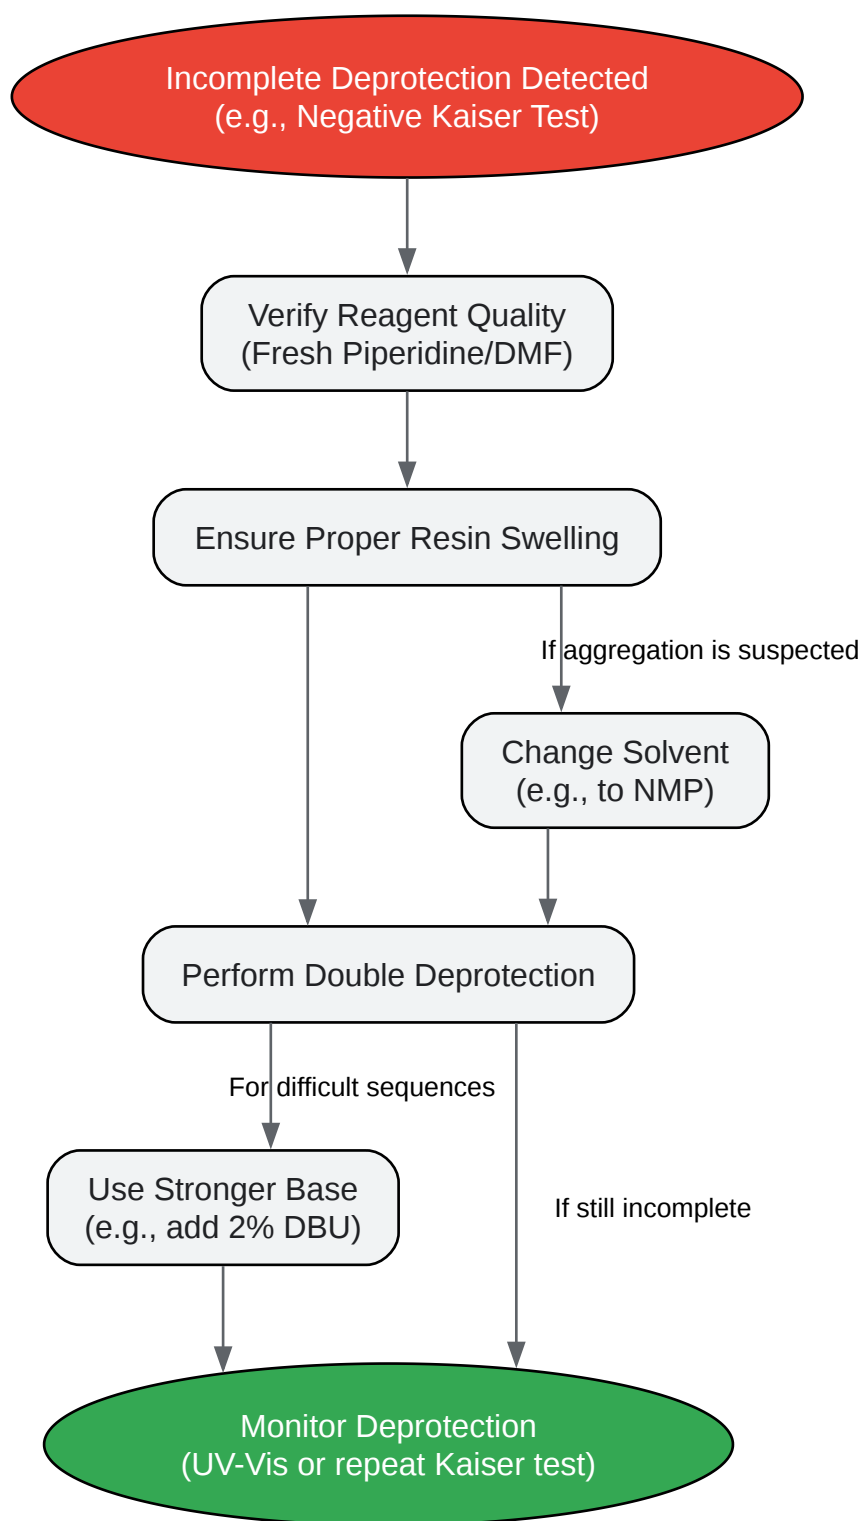 Incomplete Deprotection Detected
(e.g., Negative Kaiser Test)
Verify Reagent Quality
(Fresh Piperidine/DMF)
Ensure Proper Resin Swelling
If aggregation is suspected
Change Solvent
(e.g., to NMP)
Perform Double Deprotection
For difficult sequences
Use Stronger Base
(e.g., add 2% DBU)
If still incomplete
Monitor Deprotection
(UV-Vis or repeat Kaiser test)